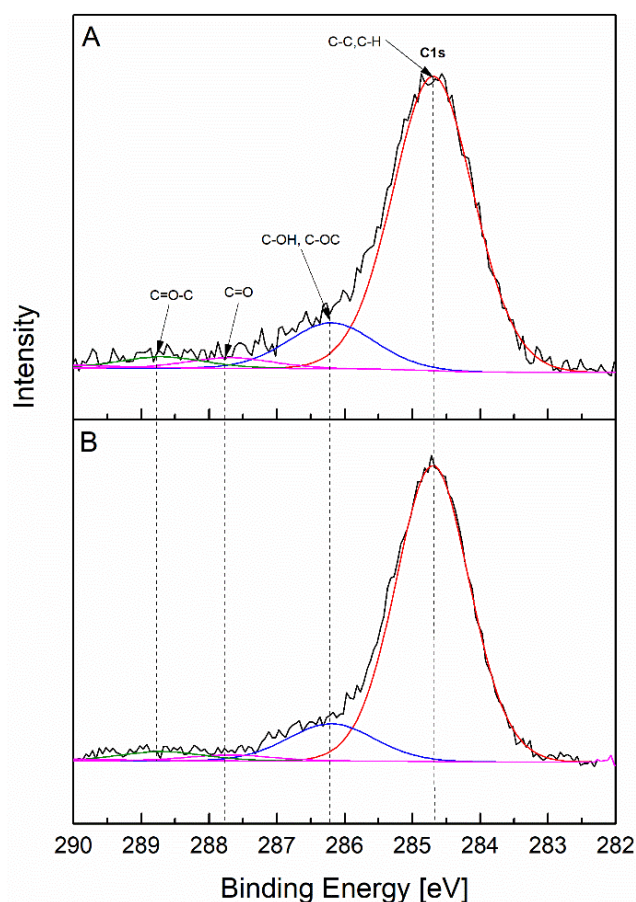 A
C-C,C-H
C1s
C-OH, C-OC
C=O-C
C=O
B
Intensity
290 289 288 287 286 285 284 283 282
Binding Energy [eV]